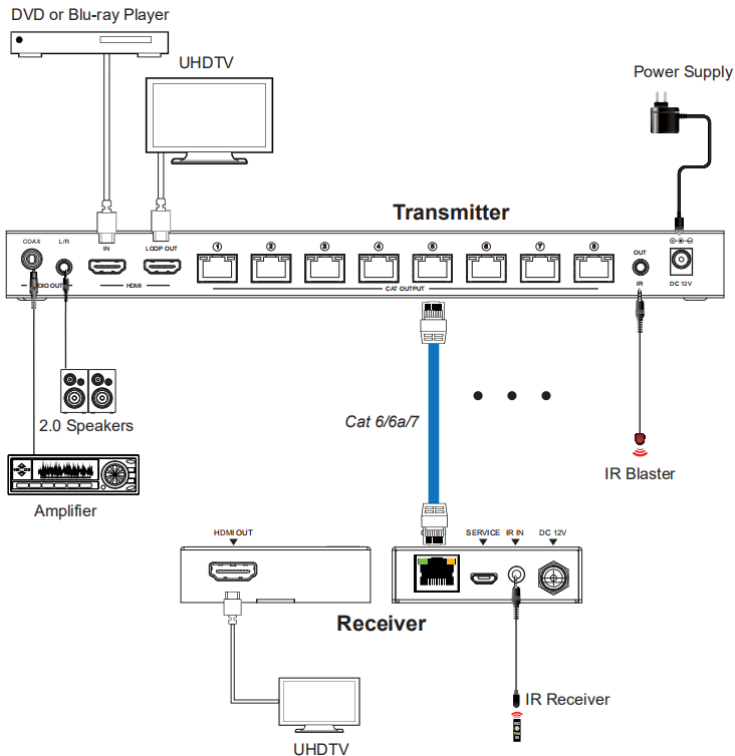 DVD or Blu-ray Player
UHDTV
Power Supply
Transmitter
COAX L/R IN LOOP OUT ① ② ③ ④ ⑤ ⑥ ⑦ ⑧ OUT
AUDIO OUT HDMI CAT OUTPUT IR DC 12V
Cat 6/6a/7
2.0 Speakers
IR Blaster
Amplifier
HDMI OUT SERVICE IR IN DC 12V
Receiver
IR Receiver
UHDTV